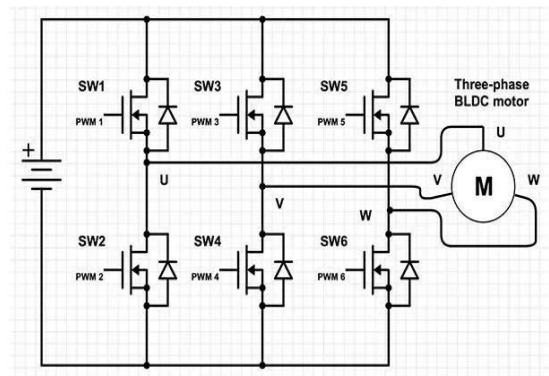 SW1
SW3
SW5
Three-phase
BLDC motor
PWM 1
PWM 3
PWM 5
U
U
V
W
M
V
W
SW2
SW4
SW6
PWM 2
PWM 4
PWM 6
+